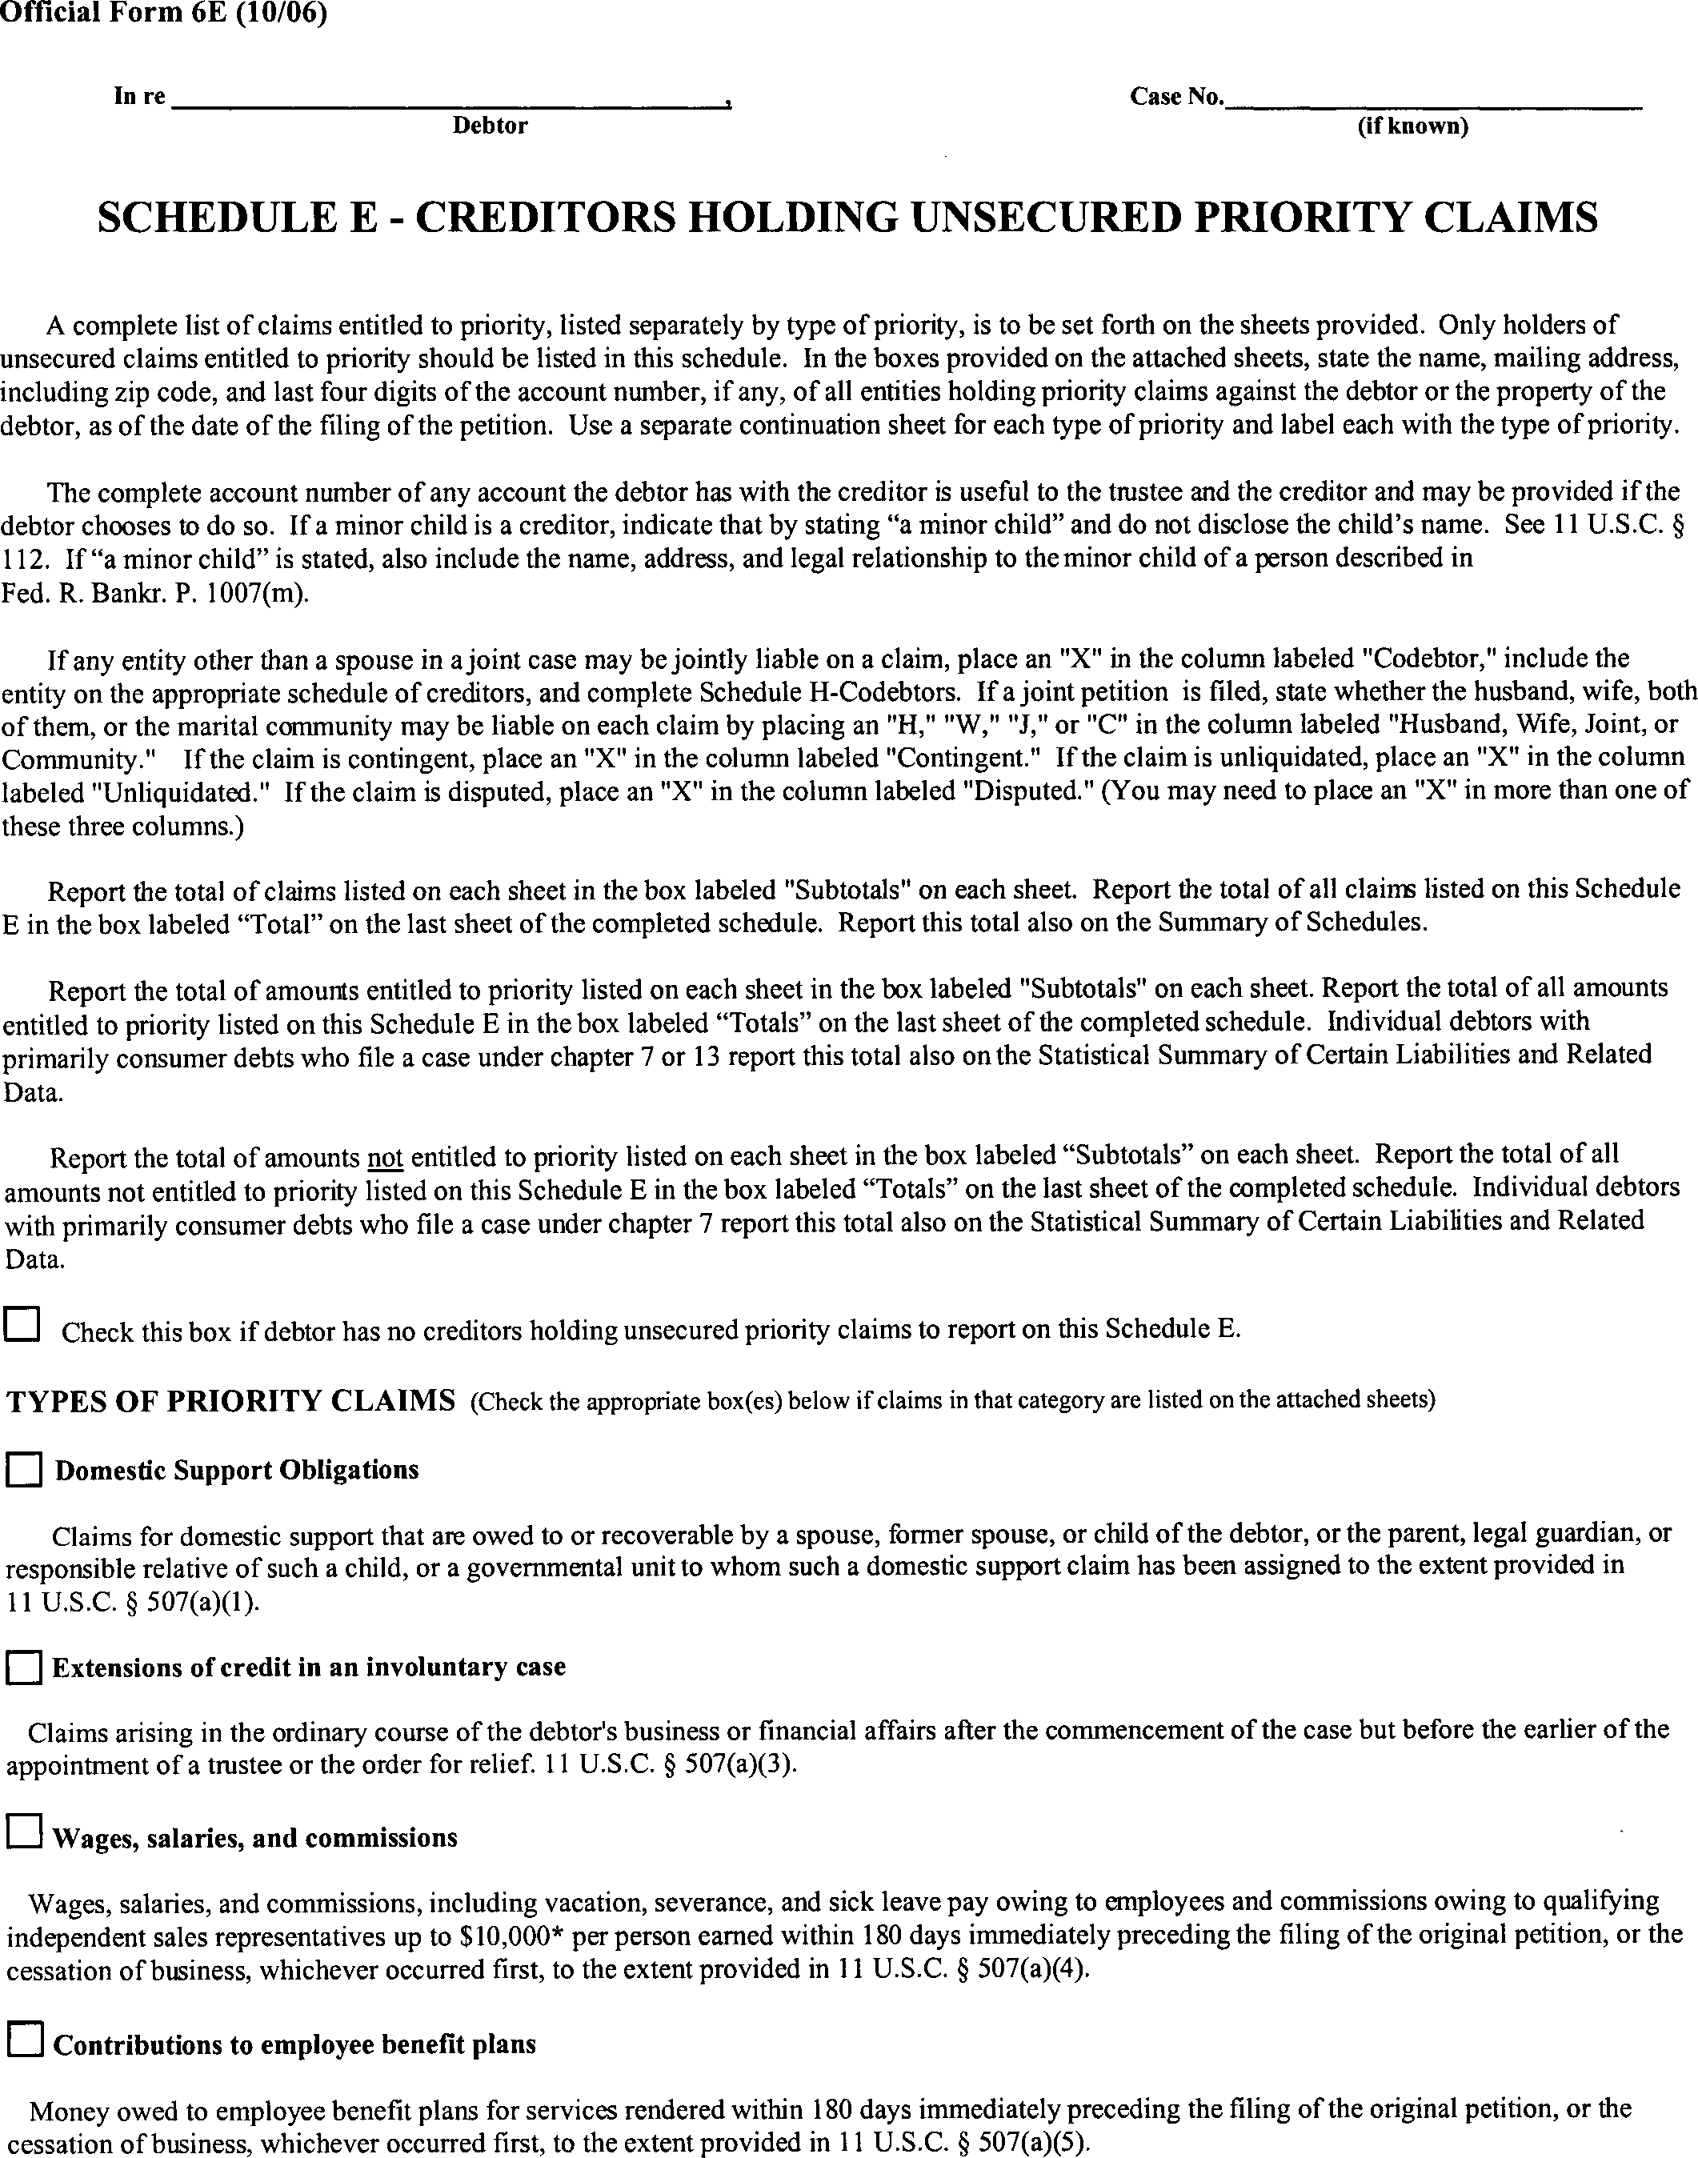 Official Form 6E (10/06)
In re , Case No.
Debtor (if known)
SCHEDULE E - CREDITORS HOLDING UNSECURED PRIORITY CLAIMS
A complete list of claims entitled to priority, listed separately by type of priority, is to be set forth on the sheets provided. Only holders of
unsecured claims entitled to priority should be listed in this schedule. In the boxes provided on the attached sheets, state the name, mailing address,
including zip code, and last four digits of the account number, if any, of all entities holding priority claims against the debtor or the property of the
debtor, as of the date of the filing of the petition. Use a separate continuation sheet for each type of priority and label each with the type of priority.
The complete account number of any account the debtor has with the creditor is useful to the trustee and the creditor and may be provided if the
debtor chooses to do so. If a minor child is a creditor, indicate that by stating “a minor child” and do not disclose the child’s name. See 11 U.S.C. §
112. If “a minor child” is stated, also include the name, address, and legal relationship to the minor child of a person described in
Fed. R. Bankr. P. 1007(m).
If any entity other than a spouse in a joint case may be jointly liable on a claim, place an "X" in the column labeled "Codebtor," include the
entity on the appropriate schedule of creditors, and complete Schedule H-Codebtors. If a joint petition is filed, state whether the husband, wife, both
of them, or the marital community may be liable on each claim by placing an "H," "W," "J," or "C" in the column labeled "Husband, Wife, Joint, or
Community." If the claim is contingent, place an "X" in the column labeled "Contingent." If the claim is unliquidated, place an "X" in the column
labeled "Unliquidated." If the claim is disputed, place an "X" in the column labeled "Disputed." (You may need to place an "X" in more than one of
these three columns.)
Report the total of claims listed on each sheet in the box labeled "Subtotals" on each sheet. Report the total of all claims listed on this Schedule
E in the box labeled “Total” on the last sheet of the completed schedule. Report this total also on the Summary of Schedules.
Report the total of amounts entitled to priority listed on each sheet in the box labeled "Subtotals" on each sheet. Report the total of all amounts
entitled to priority listed on this Schedule E in the box labeled “Totals” on the last sheet of the completed schedule. Individual debtors with
primarily consumer debts who file a case under chapter 7 or 13 report this total also on the Statistical Summary of Certain Liabilities and Related
Data.
Report the total of amounts not entitled to priority listed on each sheet in the box labeled “Subtotals” on each sheet. Report the total of all
amounts not entitled to priority listed on this Schedule E in the box labeled “Totals” on the last sheet of the completed schedule. Individual debtors
with primarily consumer debts who file a case under chapter 7 report this total also on the Statistical Summary of Certain Liabilities and Related
Data.
Check this box if debtor has no creditors holding unsecured priority claims to report on this Schedule E.
TYPES OF PRIORITY CLAIMS (Check the appropriate box(es) below if claims in that category are listed on the attached sheets)
Domestic Support Obligations
Claims for domestic support that are owed to or recoverable by a spouse, former spouse, or child of the debtor, or the parent, legal guardian, or
responsible relative of such a child, or a governmental unit to whom such a domestic support claim has been assigned to the extent provided in
11 U.S.C. § 507(a)(1).
Extensions of credit in an involuntary case
Claims arising in the ordinary course of the debtor's business or financial affairs after the commencement of the case but before the earlier of the
appointment of a trustee or the order for relief. 11 U.S.C. § 507(a)(3).
Wages, salaries, and commissions
Wages, salaries, and commissions, including vacation, severance, and sick leave pay owing to employees and commissions owing to qualifying
independent sales representatives up to $10,000* per person earned within 180 days immediately preceding the filing of the original petition, or the
cessation of business, whichever occurred first, to the extent provided in 11 U.S.C. § 507(a)(4).
Contributions to employee benefit plans
Money owed to employee benefit plans for services rendered within 180 days immediately preceding the filing of the original petition, or the
cessation of business, whichever occurred first, to the extent provided in 11 U.S.C. § 507(a)(5).